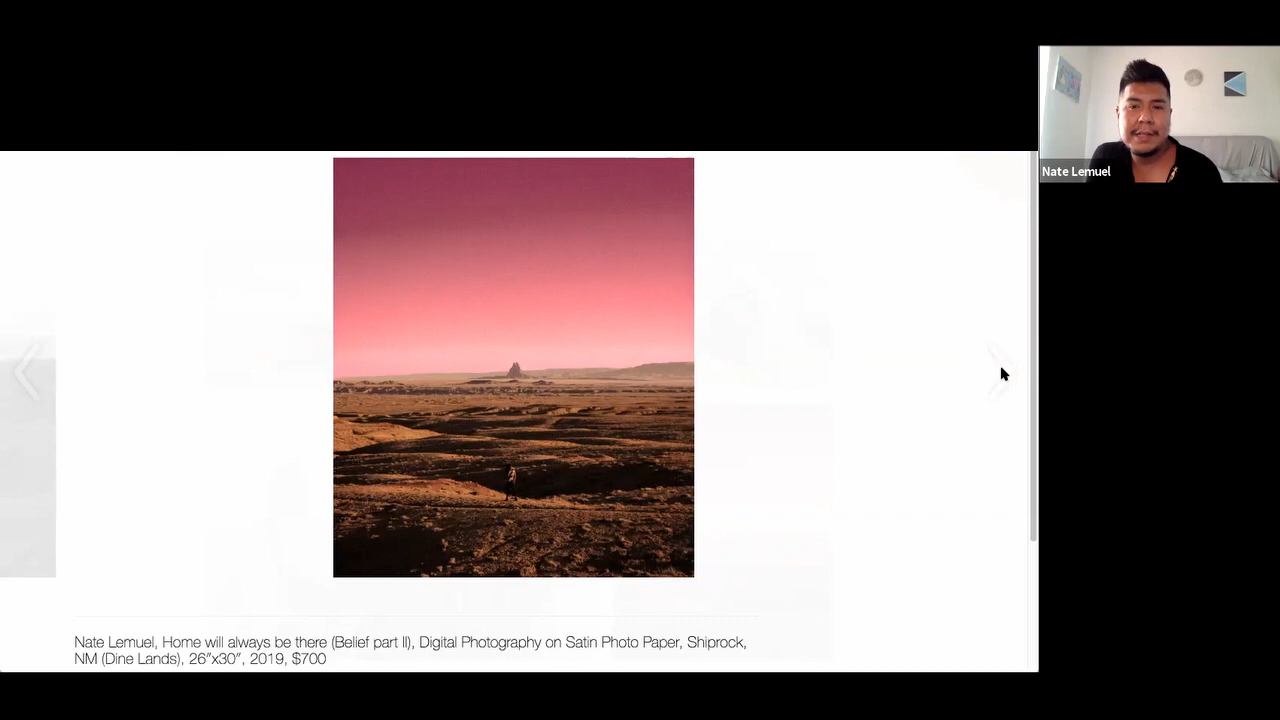 Nate Lemuel
Nate Lemuel, Home will always be there (Belief part II), Digital Photography on Satin Photo Paper, Shiprock,
NM (Dine Lands), 26”x30”, 2019, $700